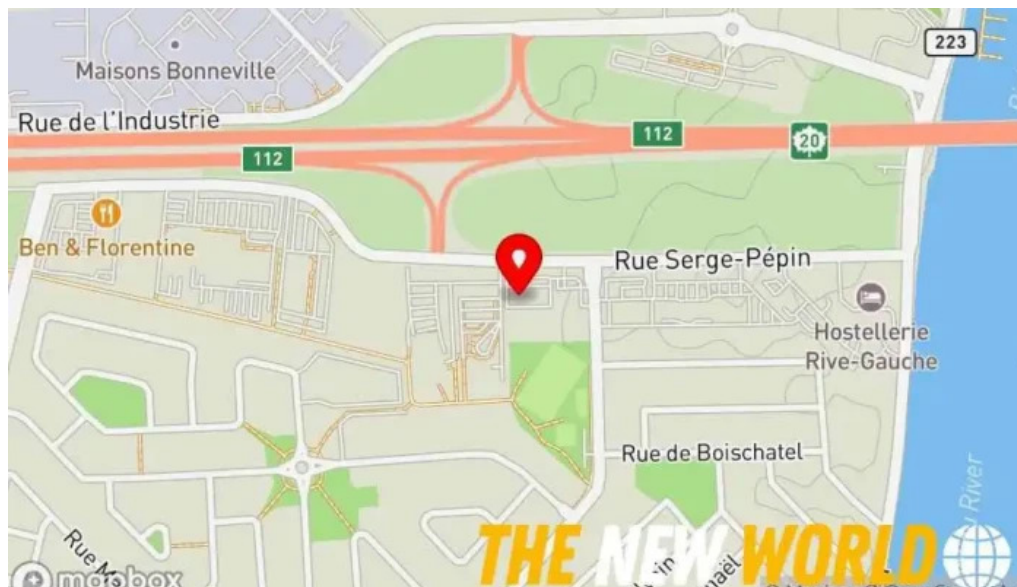 223
Maisons Bonneville
Rue de l'Industrie
112
112
20
Ben & Florentine
Rue Serge-Pépin
Hostellerie
Rive-Gauche
Rue de Boischatel
River
Rue
THE NEW WORLD
mapbox